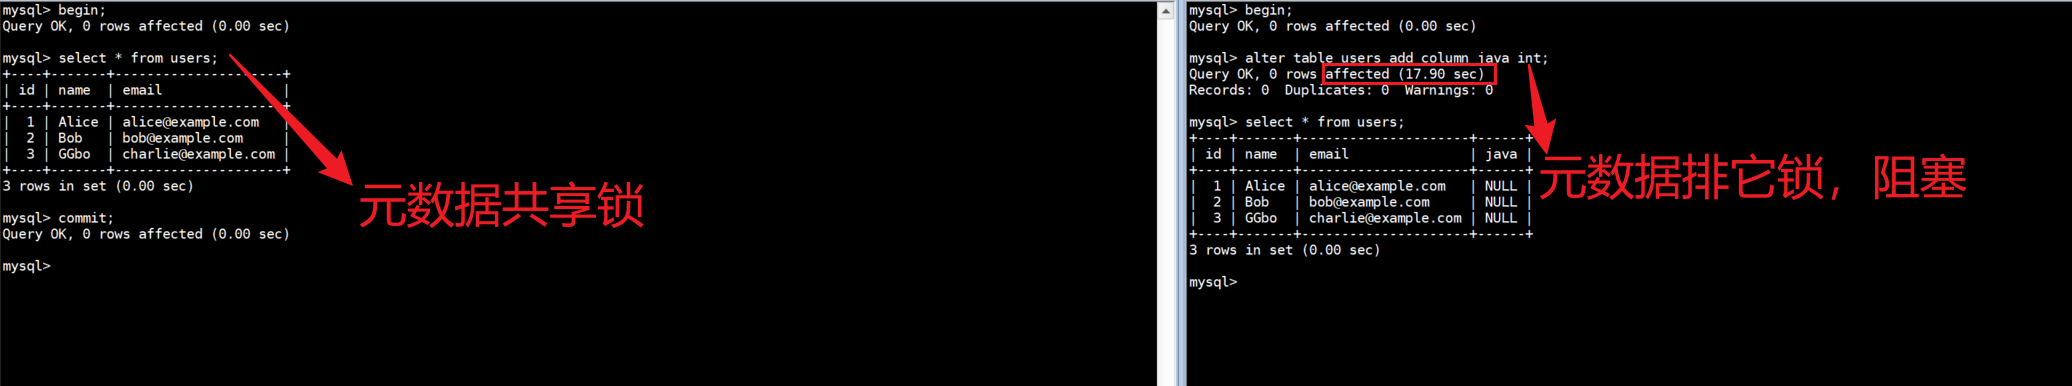 mysql> begin;
Query OK, 0 rows affected (0.00 sec)
mysql> select * from users;
+----+-------+---------------------+
| id | name  | email               |
+----+-------+---------------------+
|  1 | Alice | alice@example.com   |
|  2 | Bob   | bob@example.com     |
|  3 | GGbo  | charlie@example.com |
+----+-------+---------------------+
3 rows in set (0.00 sec)
元数据共享锁
mysql> commit;
Query OK, 0 rows affected (0.00 sec)
mysql>
mysql> begin;
Query OK, 0 rows affected (0.00 sec)
mysql> alter table users add column java int;
Query OK, 0 rows affected (17.90 sec)
Records: 0  Duplicates: 0  Warnings: 0
mysql> select * from users;
+----+-------+---------------------+------+
| id | name  | email               | java |
+----+-------+---------------------+------+
|  1 | Alice | alice@example.com   | NULL |
|  2 | Bob   | bob@example.com     | NULL |
|  3 | GGbo  | charlie@example.com | NULL |
+----+-------+---------------------+------+
元数据排它锁，阻塞
3 rows in set (0.00 sec)
mysql>